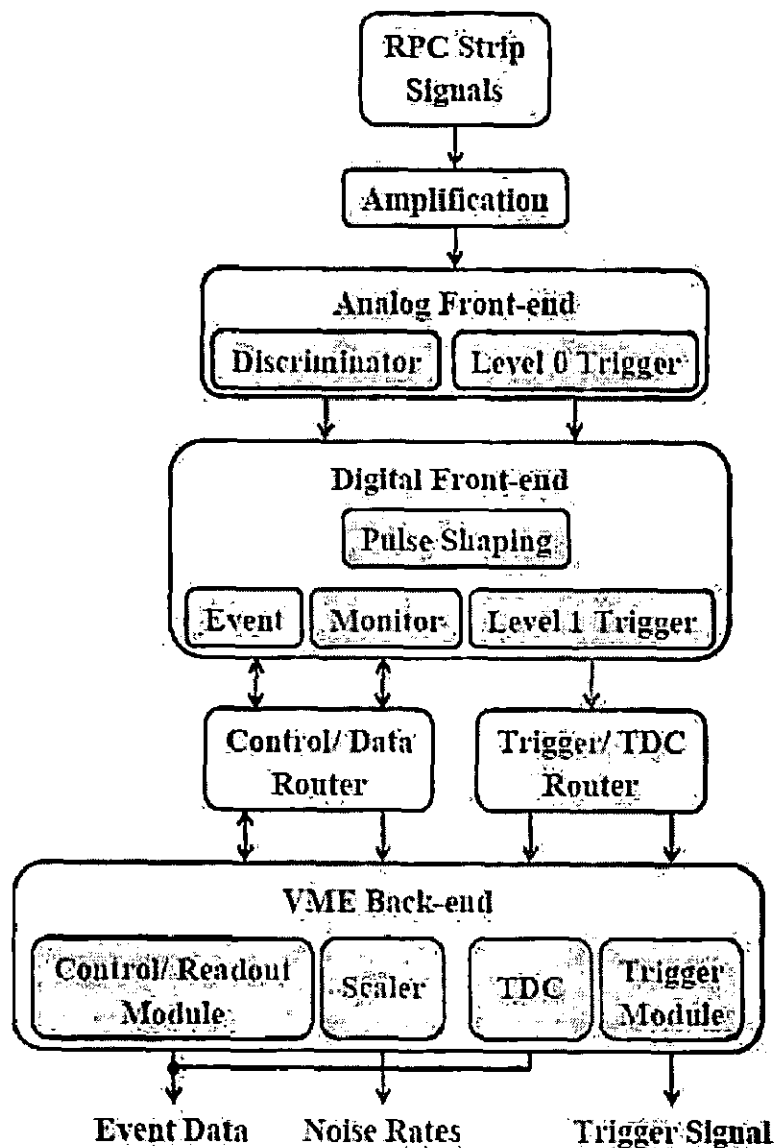 RPC Strip
Signals
Amplification
Analog Front-end
Discriminator
Level 0 Trigger
Digital Front-end
Pulse Shaping
Event
Monitor
Level 1 Trigger
Control/ Data
Router
Trigger/ TDC
Router
VME Back-end
Control/ Readout
Module
Scaler
TDC
Trigger
Module
Event Data
Noise Rates
Trigger Signal